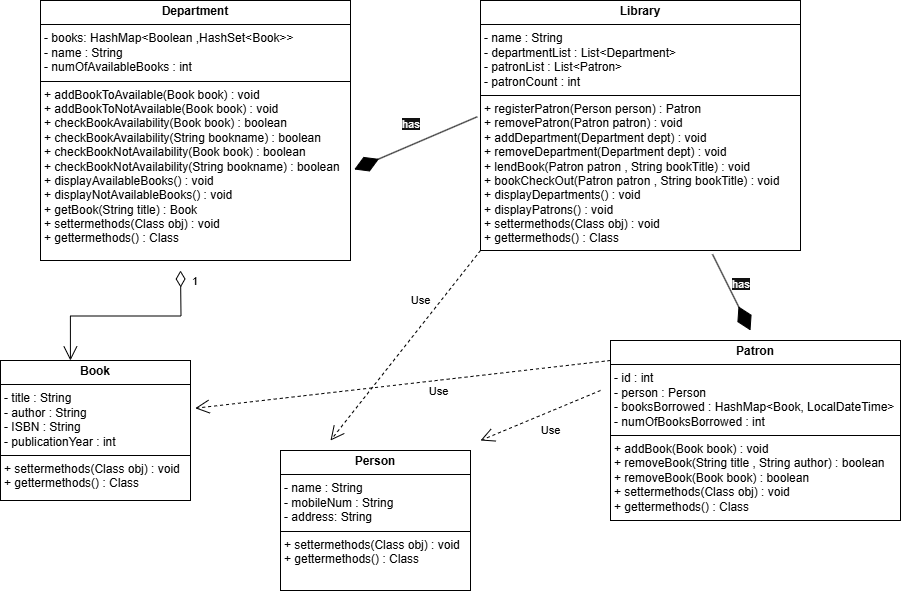 Department
- books: HashMap<Boolean ,HashSet<Book>>
- name : String
- numOfAvailableBooks : int
+ addBookToAvailable(Book book) : void
+ addBookToNotAvailable(Book book) : void
+ checkBookAvailability(Book book) : boolean
+ checkBookAvailability(String bookname) : boolean
+ checkBookNotAvailability(Book book) : boolean
+ checkBookNotAvailability(String bookname) : boolean
+ displayAvailableBooks() : void
+ displayNotAvailableBooks() : void
+ getBook(String title) : Book
+ settermethods(Class obj) : void
+ gettermethods() : Class
has
Library
- name : String
- departmentList : List<Department>
- patronList : List<Patron>
- patronCount : int
+ registerPatron(Person person) : Patron
+ removePatron(Patron patron) : void
+ addDepartment(Department dept) : void
+ removeDepartment(Department dept) : void
+ lendBook(Patron patron , String bookTitle) : void
+ bookCheckOut(Patron patron , String bookTitle) : void
+ displayDepartments() : void
+ displayPatrons() : void
+ settermethods(Class obj) : void
+ gettermethods() : Class
1
Use
has
Book
- title : String
- author : String
- ISBN : String
- publicationYear : int
+ settermethods(Class obj) : void
+ gettermethods() : Class
Use
Use
Person
- name : String
- mobileNum : String
- address: String
+ settermethods(Class obj) : void
+ gettermethods() : Class
Patron
- id : int
- person : Person
- booksBorrowed : HashMap<Book, LocalDateTime>
- numOfBooksBorrowed : int
+ addBook(Book book) : void
+ removeBook(String title , String author) : boolean
+ removeBook(Book book) : boolean
+ settermethods(Class obj) : void
+ gettermethods() : Class